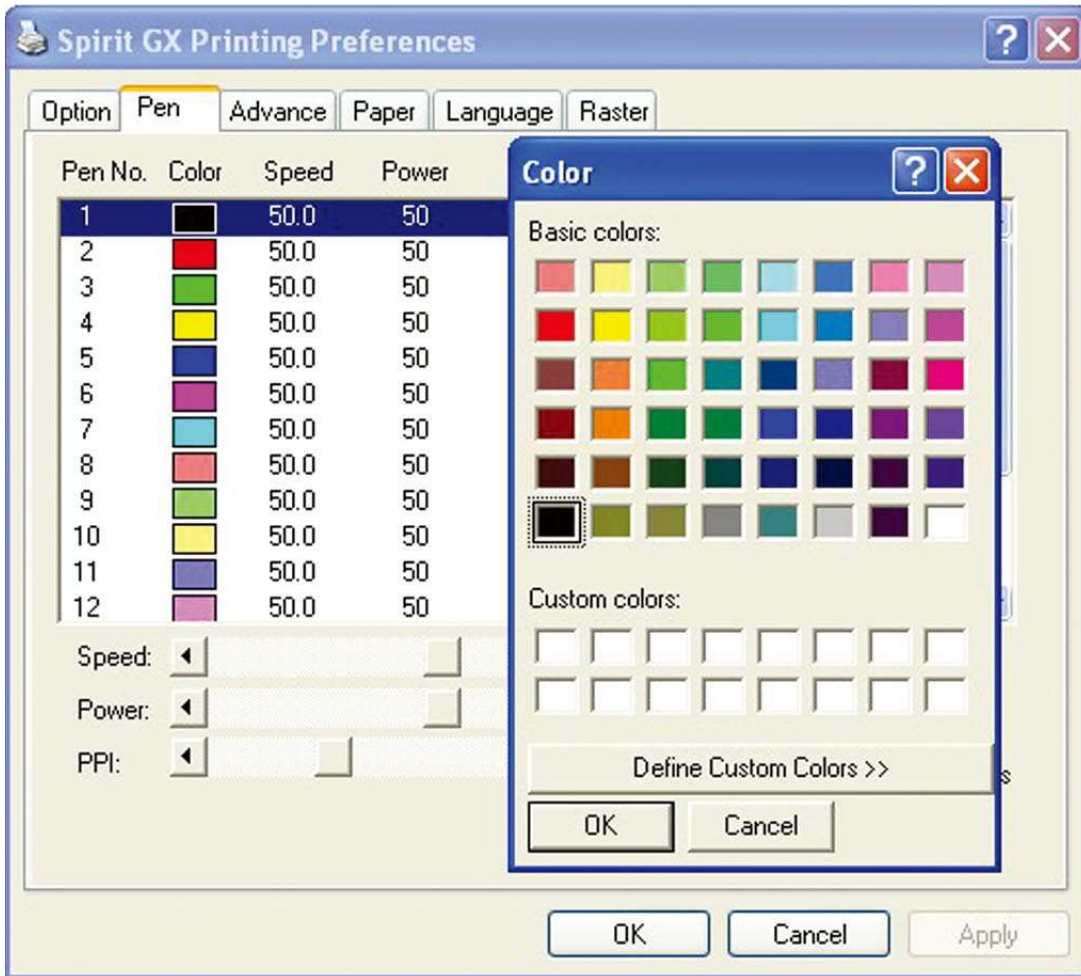 Spirit GX Printing Preferences
Option Pen Advance Paper Language Raster
Pen No. Color Speed Power
1 50.0 50
2 50.0 50
3 50.0 50
4 50.0 50
5 50.0 50
6 50.0 50
7 50.0 50
8 50.0 50
9 50.0 50
10 50.0 50
11 50.0 50
12 50.0 50
Speed:
Power:
PPI:
Color
Basic colors:
Custom colors:
Define Custom Colors >>
OK Cancel
OK Cancel Apply